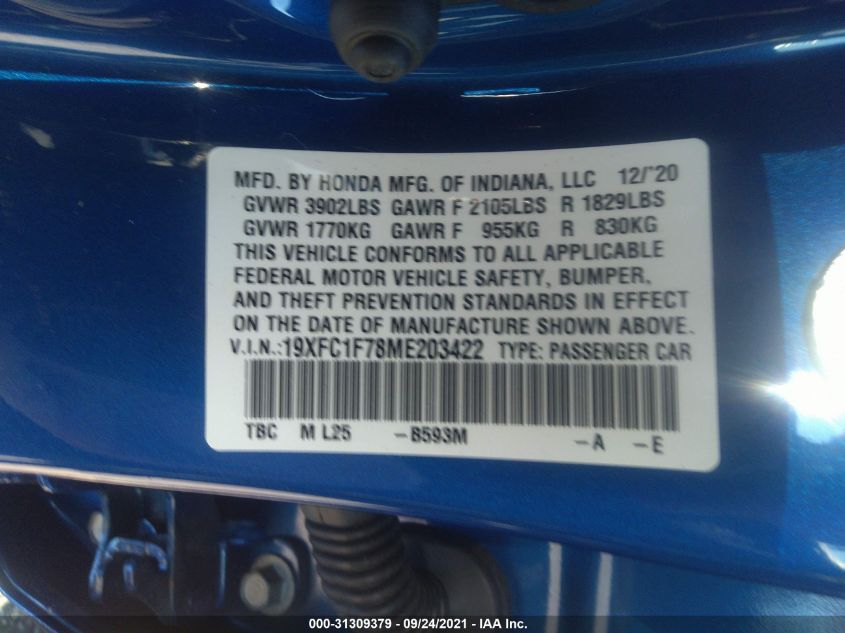 MFD. BY HONDA MFG. OF INDIANA, LLC 12/'20
GVWR 3902LBS GAWR F 2105LBS R 1829LBS
GVWR 1770KG GAWR F 955KG R 830KG
THIS VEHICLE CONFORMS TO ALL APPLICABLE
FEDERAL MOTOR VEHICLE SAFETY, BUMPER,
AND THEFT PREVENTION STANDARDS IN EFFECT
ON THE DATE OF MANUFACTURE SHOWN ABOVE.
V.I.N.:19XFC1F78ME203422 TYPE: PASSENGER CAR
TBC M L25 -B593M -A -E
000-31309379 / 09/24/2021 / IAA Inc.